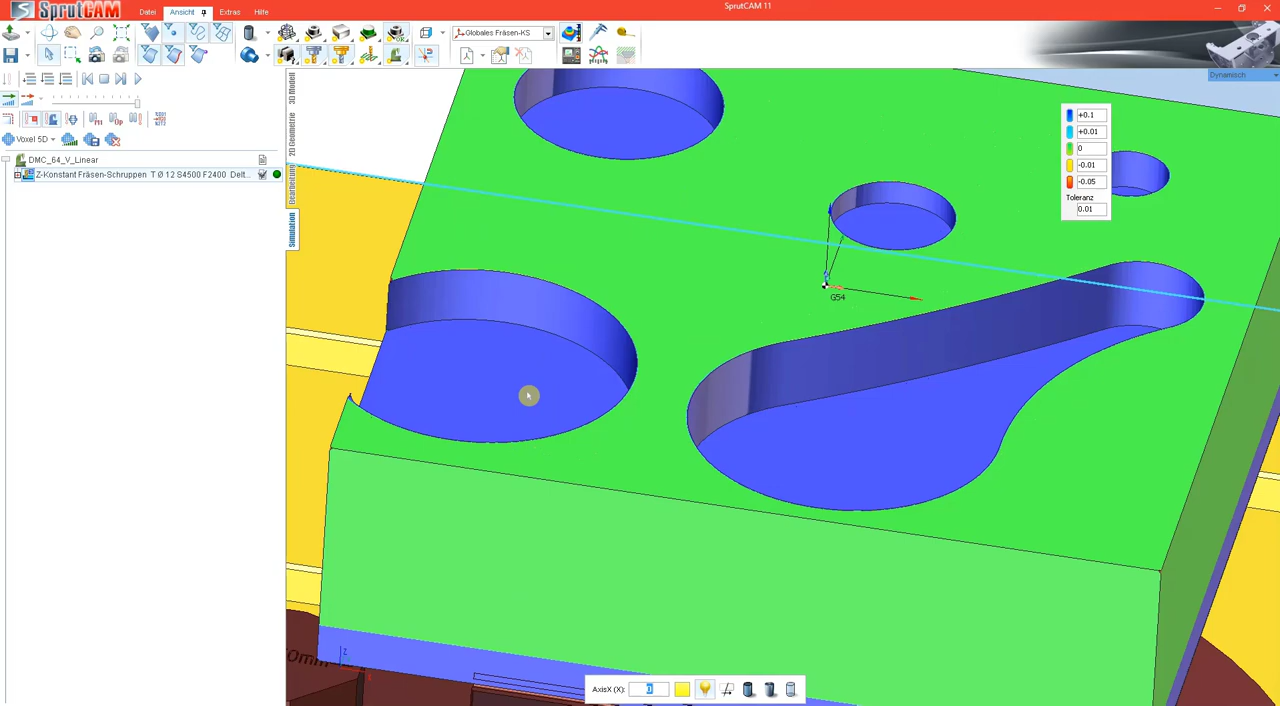 SprutCAM
SprutCAM 11
Datei
Ansicht
Extras
Hilfe
Globales Fräsen-KS
Dynamisch
Voxel 5D
DMC_64_V_Linear
Z-Konstant Fräsen-Schruppen T Ø 12 S4500 F2400 Delt...
3D Modell
2D Geometrie
Bearbeitung
Simulation
+0.1
+0.01
0
-0.01
-0.05
Toleranz
0.01
G54
Z
X
AxisX (X):